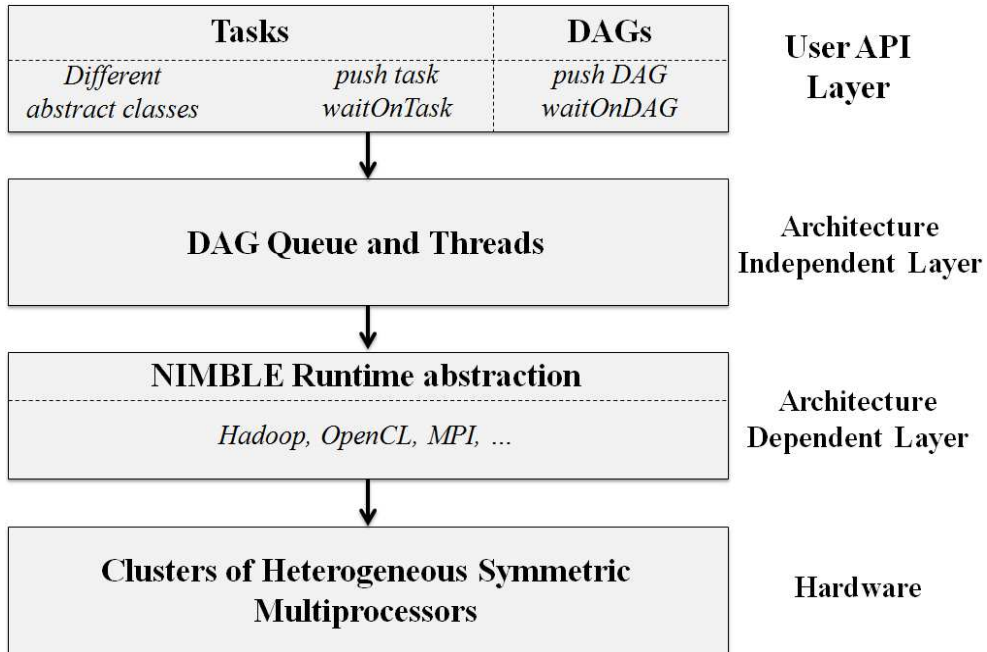 Tasks
DAGs
Different
abstract classes
push task
waitOnTask
push DAG
waitOnDAG
User API
Layer
DAG Queue and Threads
Architecture
Independent Layer
NIMBLE Runtime abstraction
Hadoop, OpenCL, MPI, ...
Architecture
Dependent Layer
Clusters of Heterogeneous Symmetric
Multiprocessors
Hardware